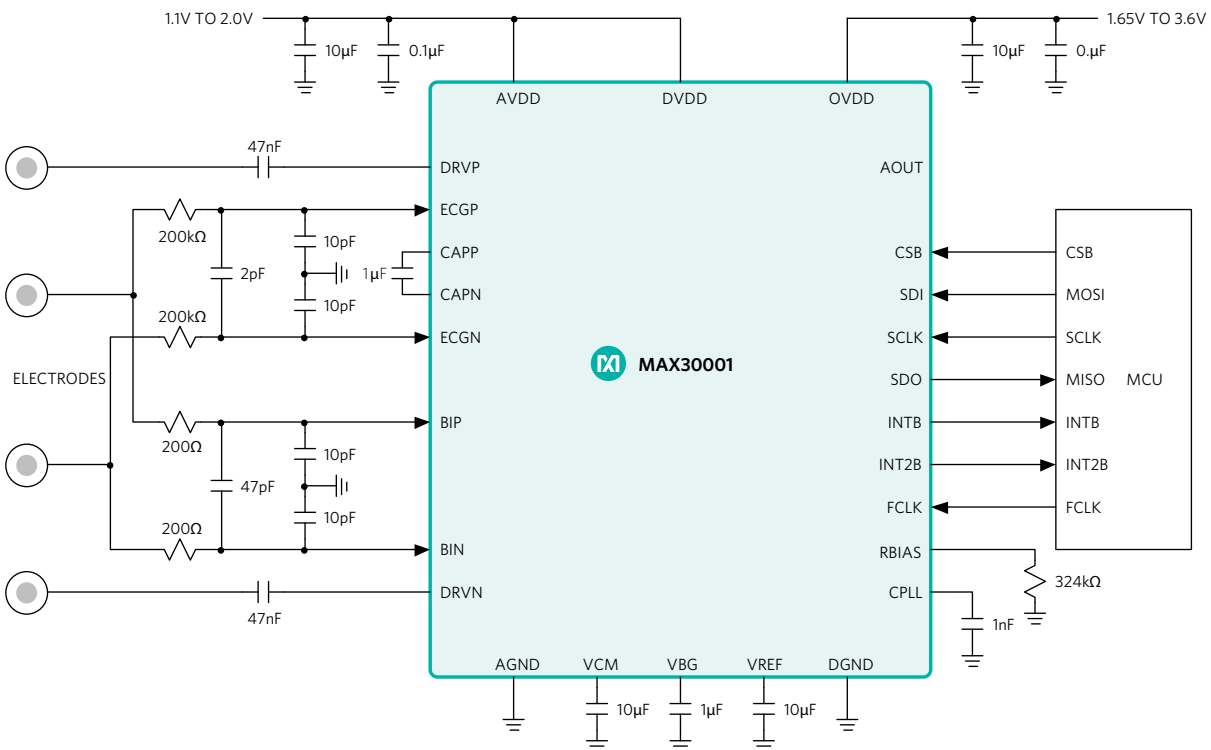 1.1V TO 2.0V
1.65V TO 3.6V
10µF
0.1µF
10µF
0.µF
AVDD
DVDD
OVDD
47nF
DRVP
AOUT
ECGP
200kΩ
10pF
CAPP
1µF
CSB
CSB
2pF
CAPN
SDI
MOSI
10pF
200kΩ
ECGN
SCLK
SCLK
MAX30001
ELECTRODES
SDO
MISO
MCU
BIP
INTB
INTB
200Ω
10pF
INT2B
INT2B
47pF
FCLK
FCLK
10pF
200Ω
BIN
RBIAS
324kΩ
DRVN
CPLL
47nF
1nF
AGND
VCM
VBG
VREF
DGND
10µF
1µF
10µF